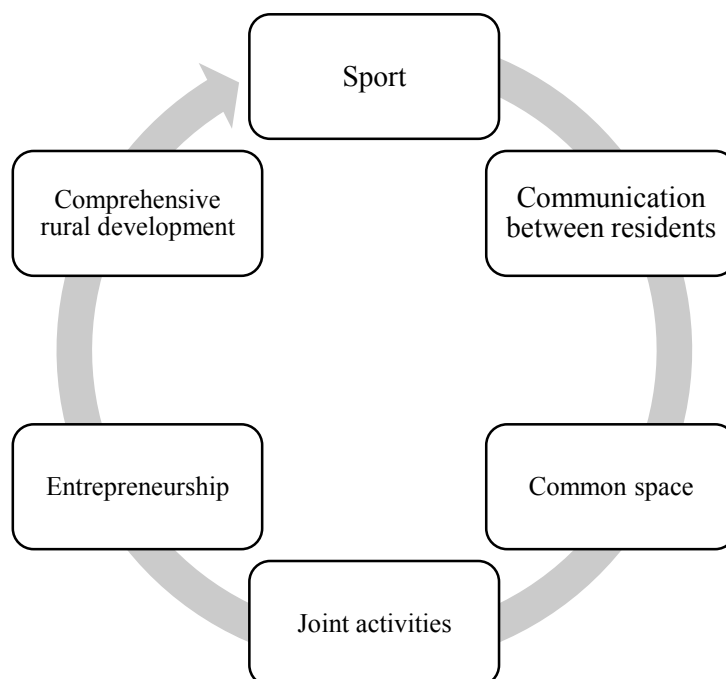 Sport
Communication
between residents
Common space
Joint activities
Entrepreneurship
Comprehensive
rural development